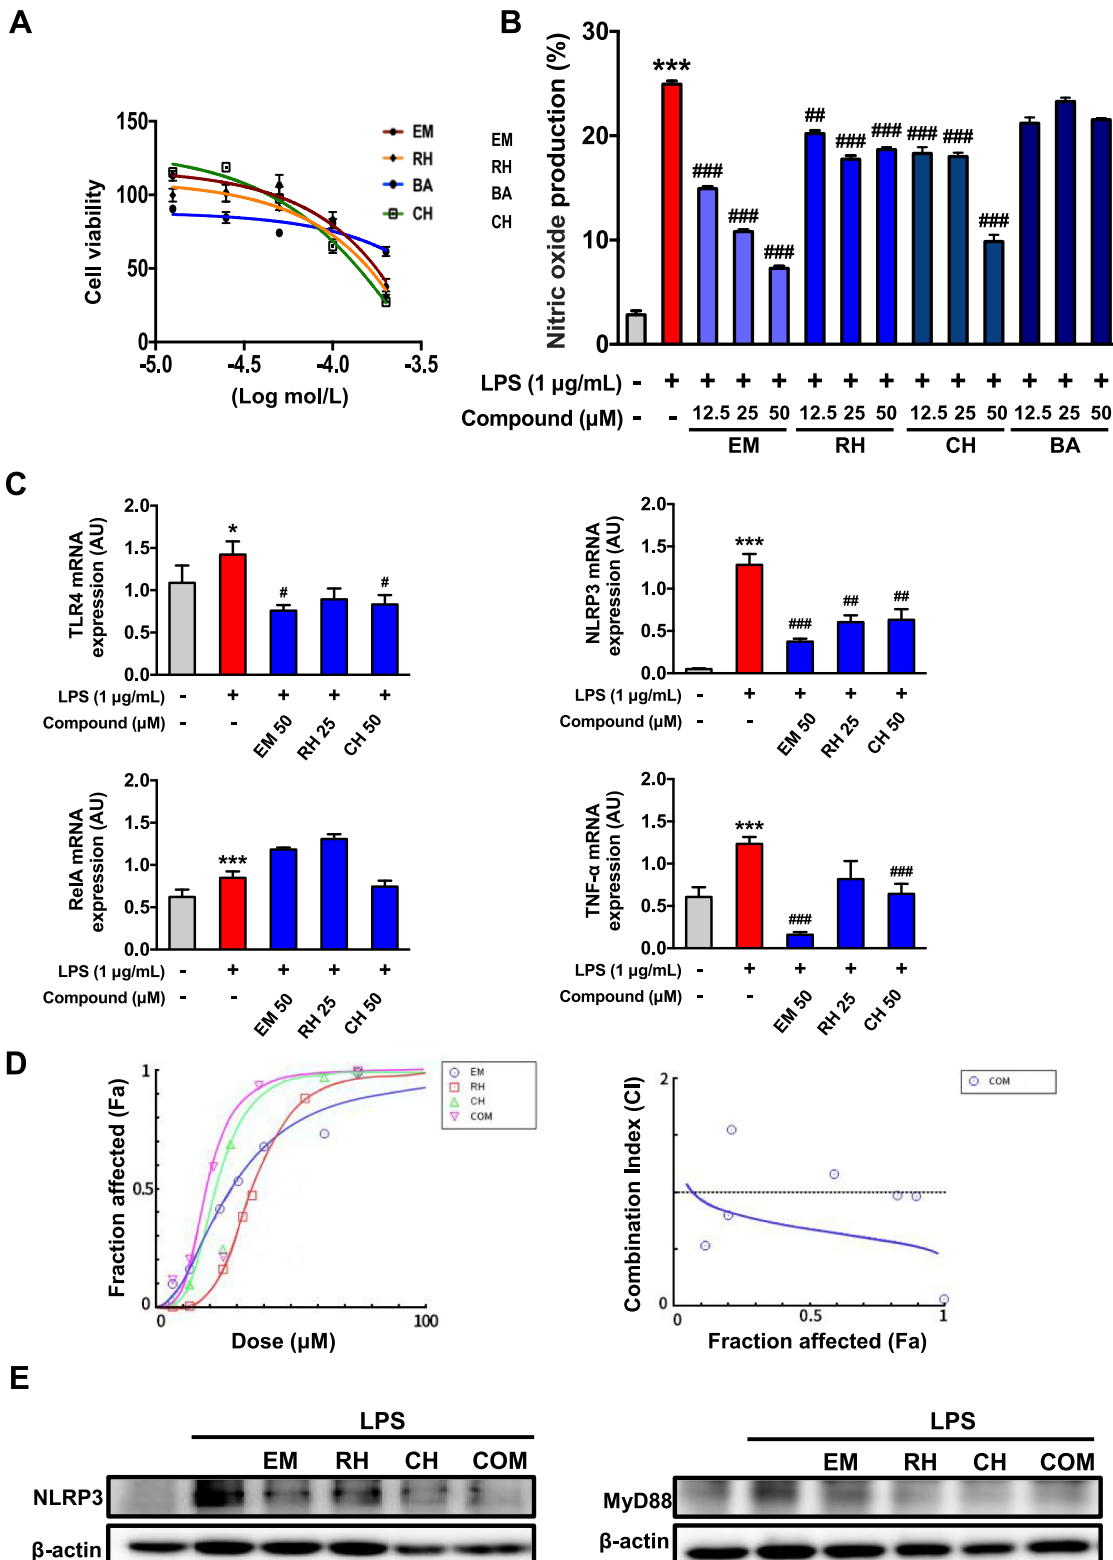 A
150
100
50
0
-5.0 -4.5 -4.0 -3.5
Cell viability
(Log mol/L)
EM
RH
BA
CH
EM
RH
BA
CH
B
Nitric oxide production (%)
30
20
10
0
***
### ### ###
## ### ###
### ### ###
LPS (1 µg/mL) - + + + + + + + + + + + + +
Compound (µM) - - 12.5 25 50 12.5 25 50 12.5 25 50 12.5 25 50
EM RH CH BA
C
TLR4 mRNA
expression (AU)
2.0
1.5
1.0
0.5
0.0
* # #
LPS (1 µg/mL) - + + + +
Compound (µM) - - EM 50 RH 25 CH 50
NLRP3 mRNA
expression (AU)
2.0
1.5
1.0
0.5
0.0
*** ### ## ##
LPS (1 µg/mL) - + + + +
Compound (µM) - - EM 50 RH 25 CH 50
RelA mRNA
expression (AU)
2.0
1.5
1.0
0.5
0.0
***
LPS (1 µg/mL) - + + + +
Compound (µM) - - EM 50 RH 25 CH 50
TNF-α mRNA
expression (AU)
2.0
1.5
1.0
0.5
0.0
*** ### ###
LPS (1 µg/mL) - + + + +
Compound (µM) - - EM 50 RH 25 CH 50
D
Fraction affected (Fa)
1
0.5
0
0 100
Dose (µM)
EM
RH
CH
COM
Combination Index (CI)
2
1
0
0 0.5 1
Fraction affected (Fa)
COM
E
LPS
EM RH CH COM
NLRP3
β-actin
LPS
EM RH CH COM
MyD88
β-actin